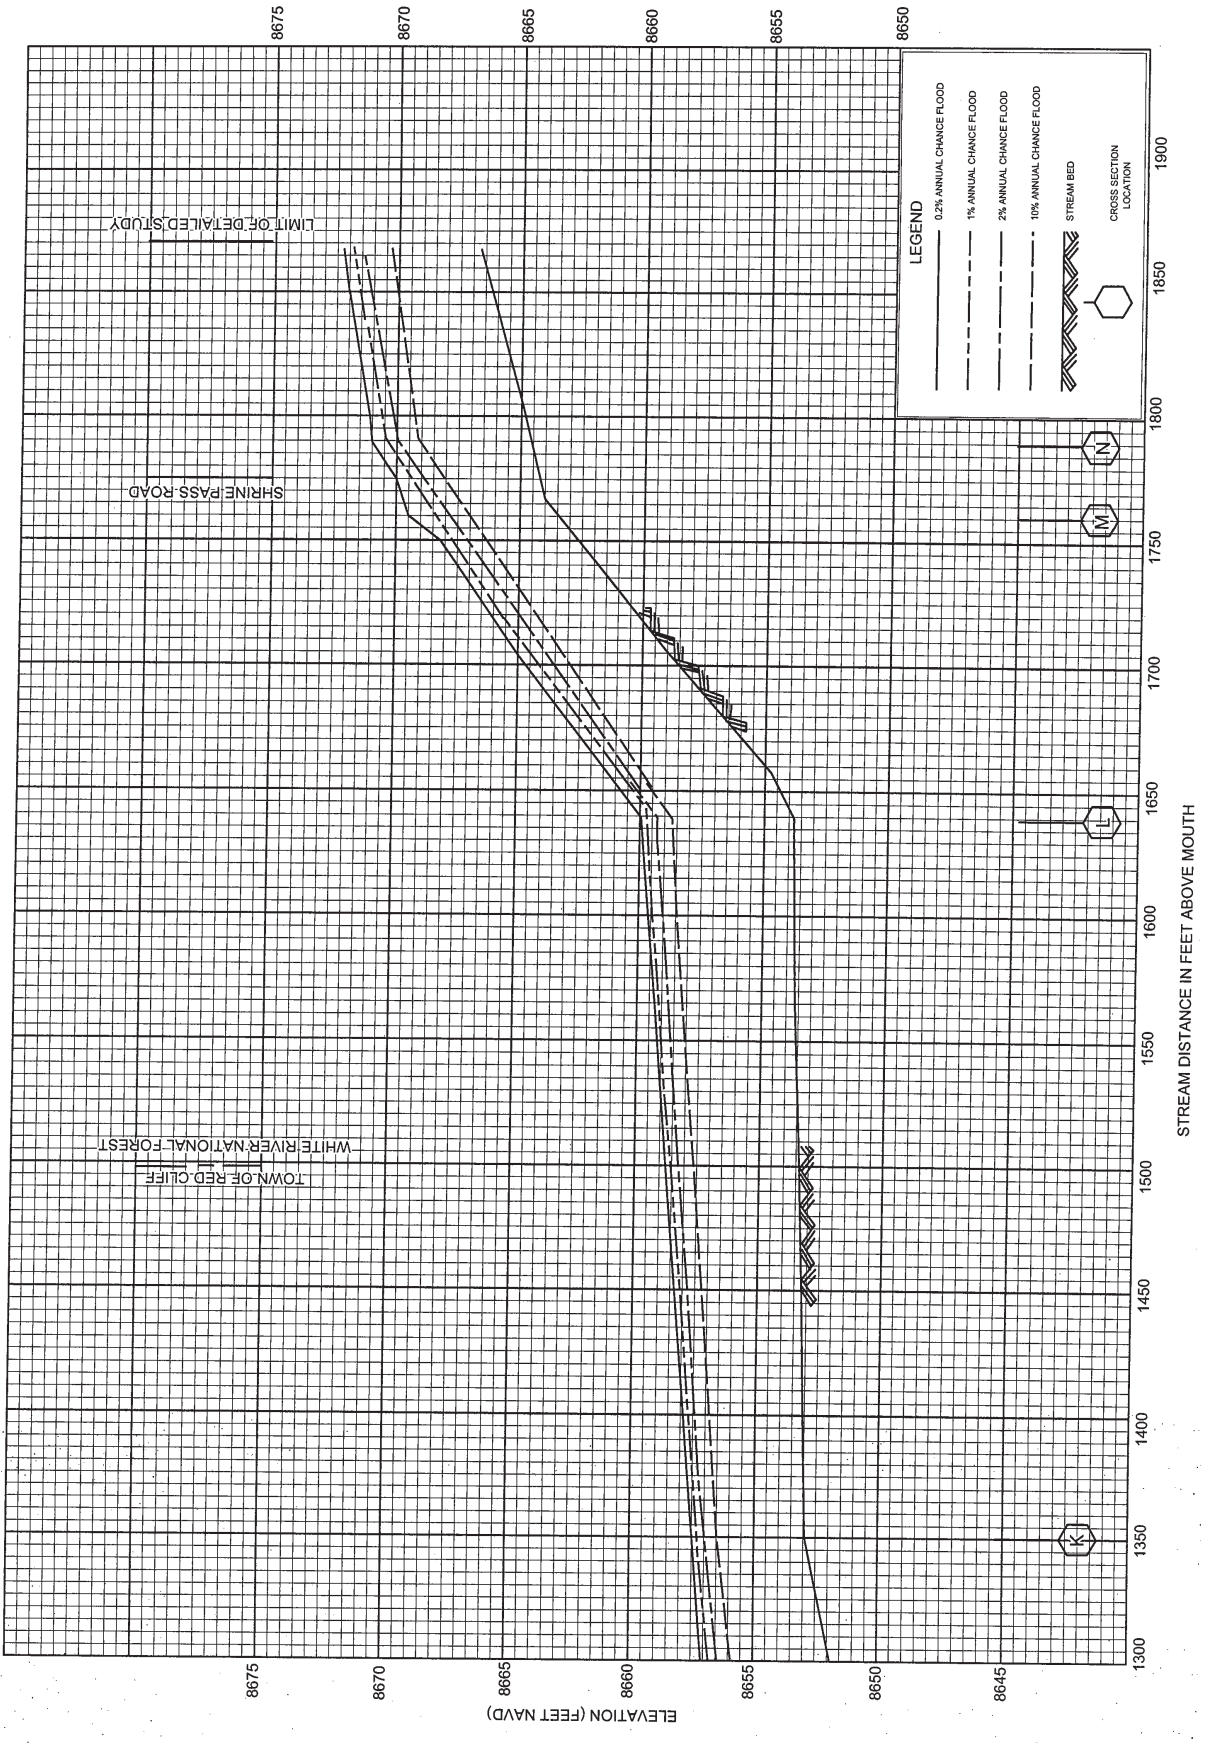 8675
8670
8665
8660
8655
8650
LIMIT OF DETAILED STUDY
SHRINE PASS ROAD
WHITE RIVER NATIONAL FOREST
TOWN OF RED CLIFF
LEGEND
0.2% ANNUAL CHANCE FLOOD
1% ANNUAL CHANCE FLOOD
2% ANNUAL CHANCE FLOOD
10% ANNUAL CHANCE FLOOD
STREAM BED
CROSS SECTION
LOCATION
K
L
M
N
8675
8670
8665
8660
8655
8650
8645
ELEVATION (FEET NAVD)
1300
1350
1400
1450
1500
1550
1600
1650
1700
1750
1800
1850
1900
STREAM DISTANCE IN FEET ABOVE MOUTH